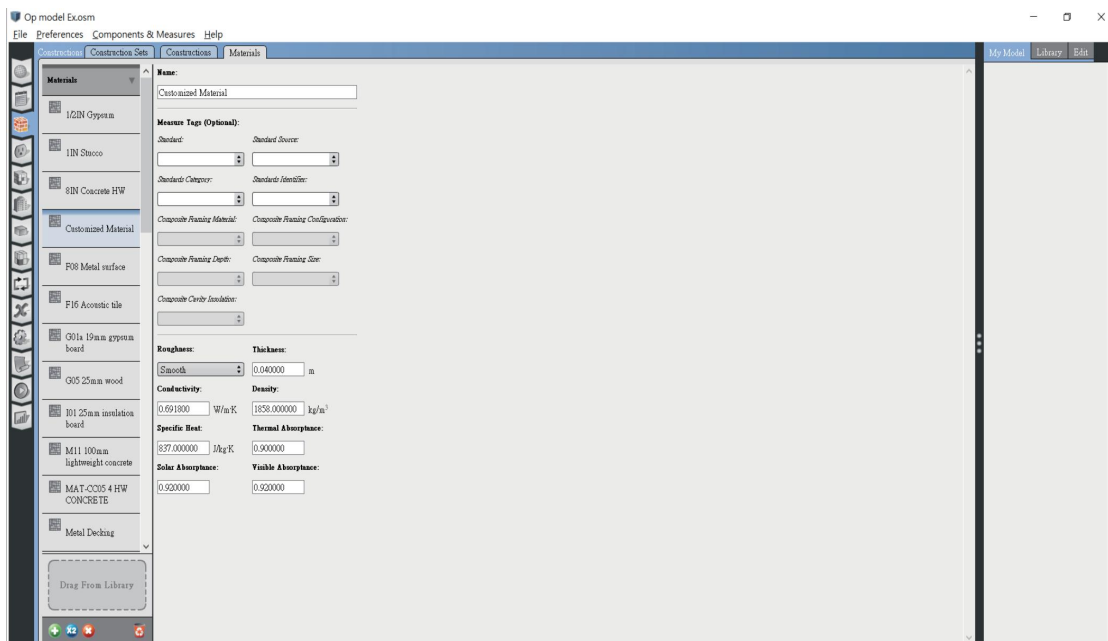 Op model Ex.osm
File Preferences Components & Measures Help
Constructions Construction Sets Constructions Materials My Model Library Edit
Materials
1/2IN Gypsum
1IN Stucco
8IN Concrete HW
Customized Material
F08 Metal surface
F16 Acoustic tile
G01a 19mm gypsum
board
G05 25mm wood
I01 25mm insulation
board
M11 100mm
lightweight concrete
MAT-CC05 4 HW
CONCRETE
Metal Decking
Drag From Library
X2
Name:
Customized Material
Measure Tags (Optional):
Standard: Standard Source:
Standards Category: Standards Identifier:
Composite Framing Material: Composite Framing Configuration:
Composite Framing Depth: Composite Framing Size:
Composite Cavity Insulation:
Roughness: Thickness:
Smooth 0.040000 m
Conductivity: Density:
0.691800 W/m·K 1858.000000 kg/m³
Specific Heat: Thermal Absorptance:
837.000000 J/kg·K 0.900000
Solar Absorptance: Visible Absorptance:
0.920000 0.920000